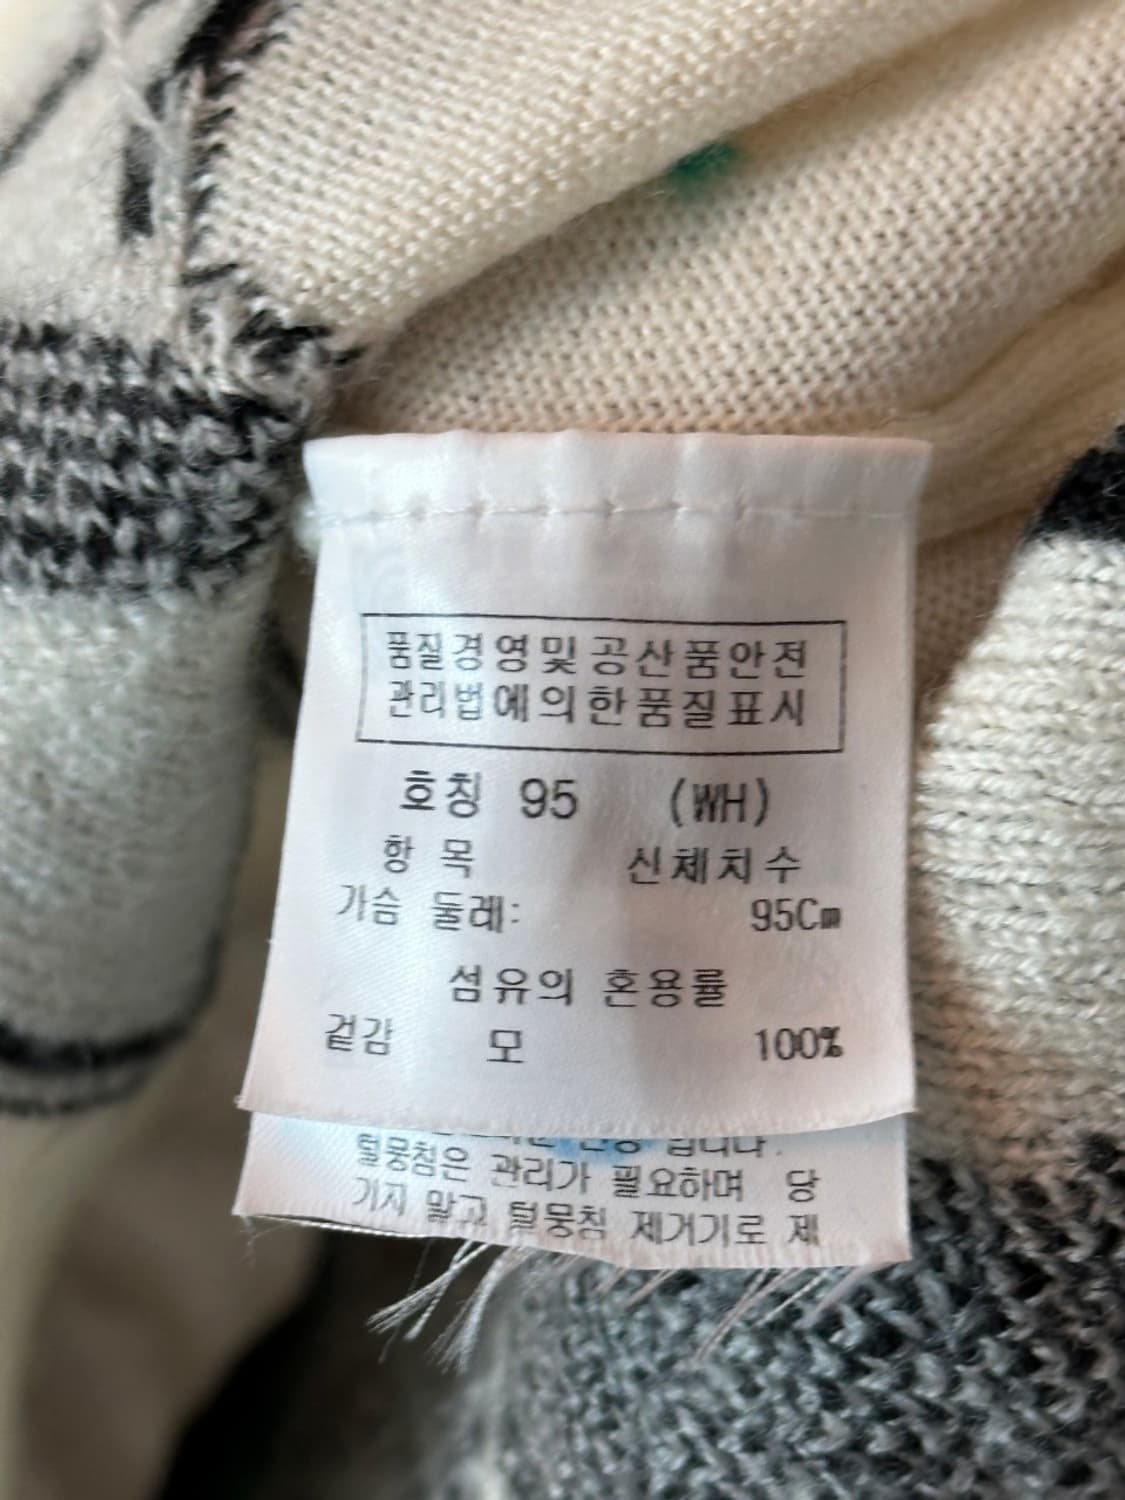 품질경영및공산품안전
관리법에의한품질표시
호칭 95 (WH)
항 목 신체치수
가슴 둘레: 95Cm
섬유의 혼용률
겉감 모 100%
입니다.
털뭉침은 관리가 필요하며 당
기지 말고 털뭉침 제거기로 제